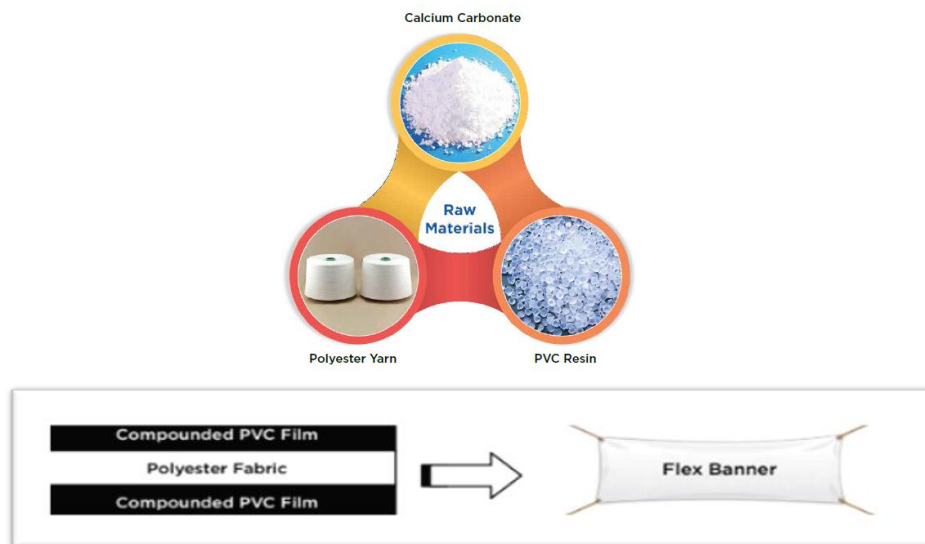 Calcium Carbonate
Raw
Materials
Polyester Yarn
PVC Resin
Compounded PVC Film
Polyester Fabric
Compounded PVC Film
Flex Banner